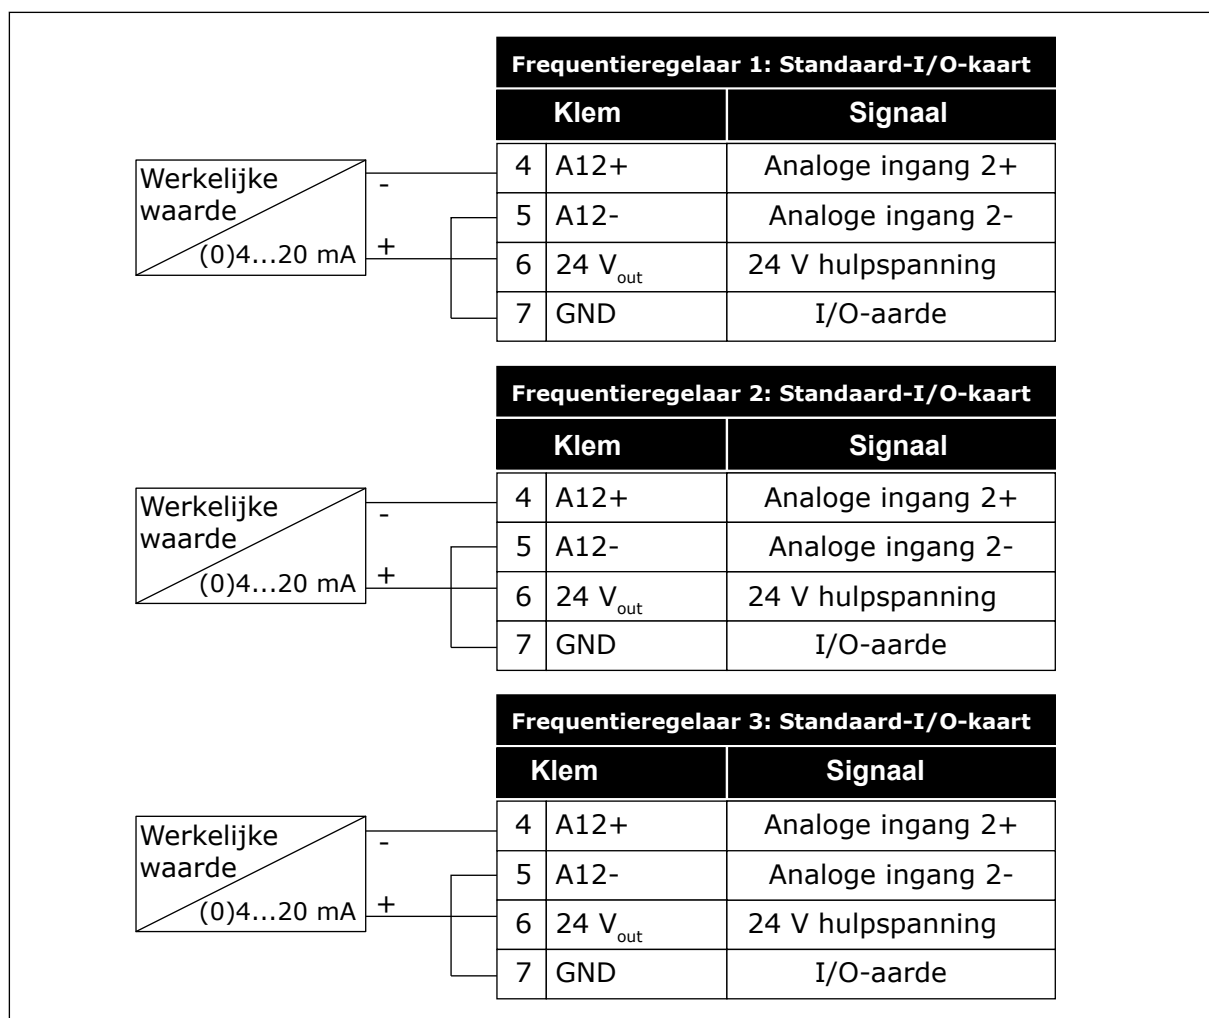 Frequentieregelaar 1: Standaard-I/O-kaart
Klem Signaal
Werkelijke waarde
(0)4...20 mA
-
+
4 A12+ Analoge ingang 2+
5 A12- Analoge ingang 2-
6 24 Vout 24 V hulpspanning
7 GND I/O-aarde
Frequentieregelaar 2: Standaard-I/O-kaart
Klem Signaal
Werkelijke waarde
(0)4...20 mA
-
+
4 A12+ Analoge ingang 2+
5 A12- Analoge ingang 2-
6 24 Vout 24 V hulpspanning
7 GND I/O-aarde
Frequentieregelaar 3: Standaard-I/O-kaart
Klem Signaal
Werkelijke waarde
(0)4...20 mA
-
+
4 A12+ Analoge ingang 2+
5 A12- Analoge ingang 2-
6 24 Vout 24 V hulpspanning
7 GND I/O-aarde